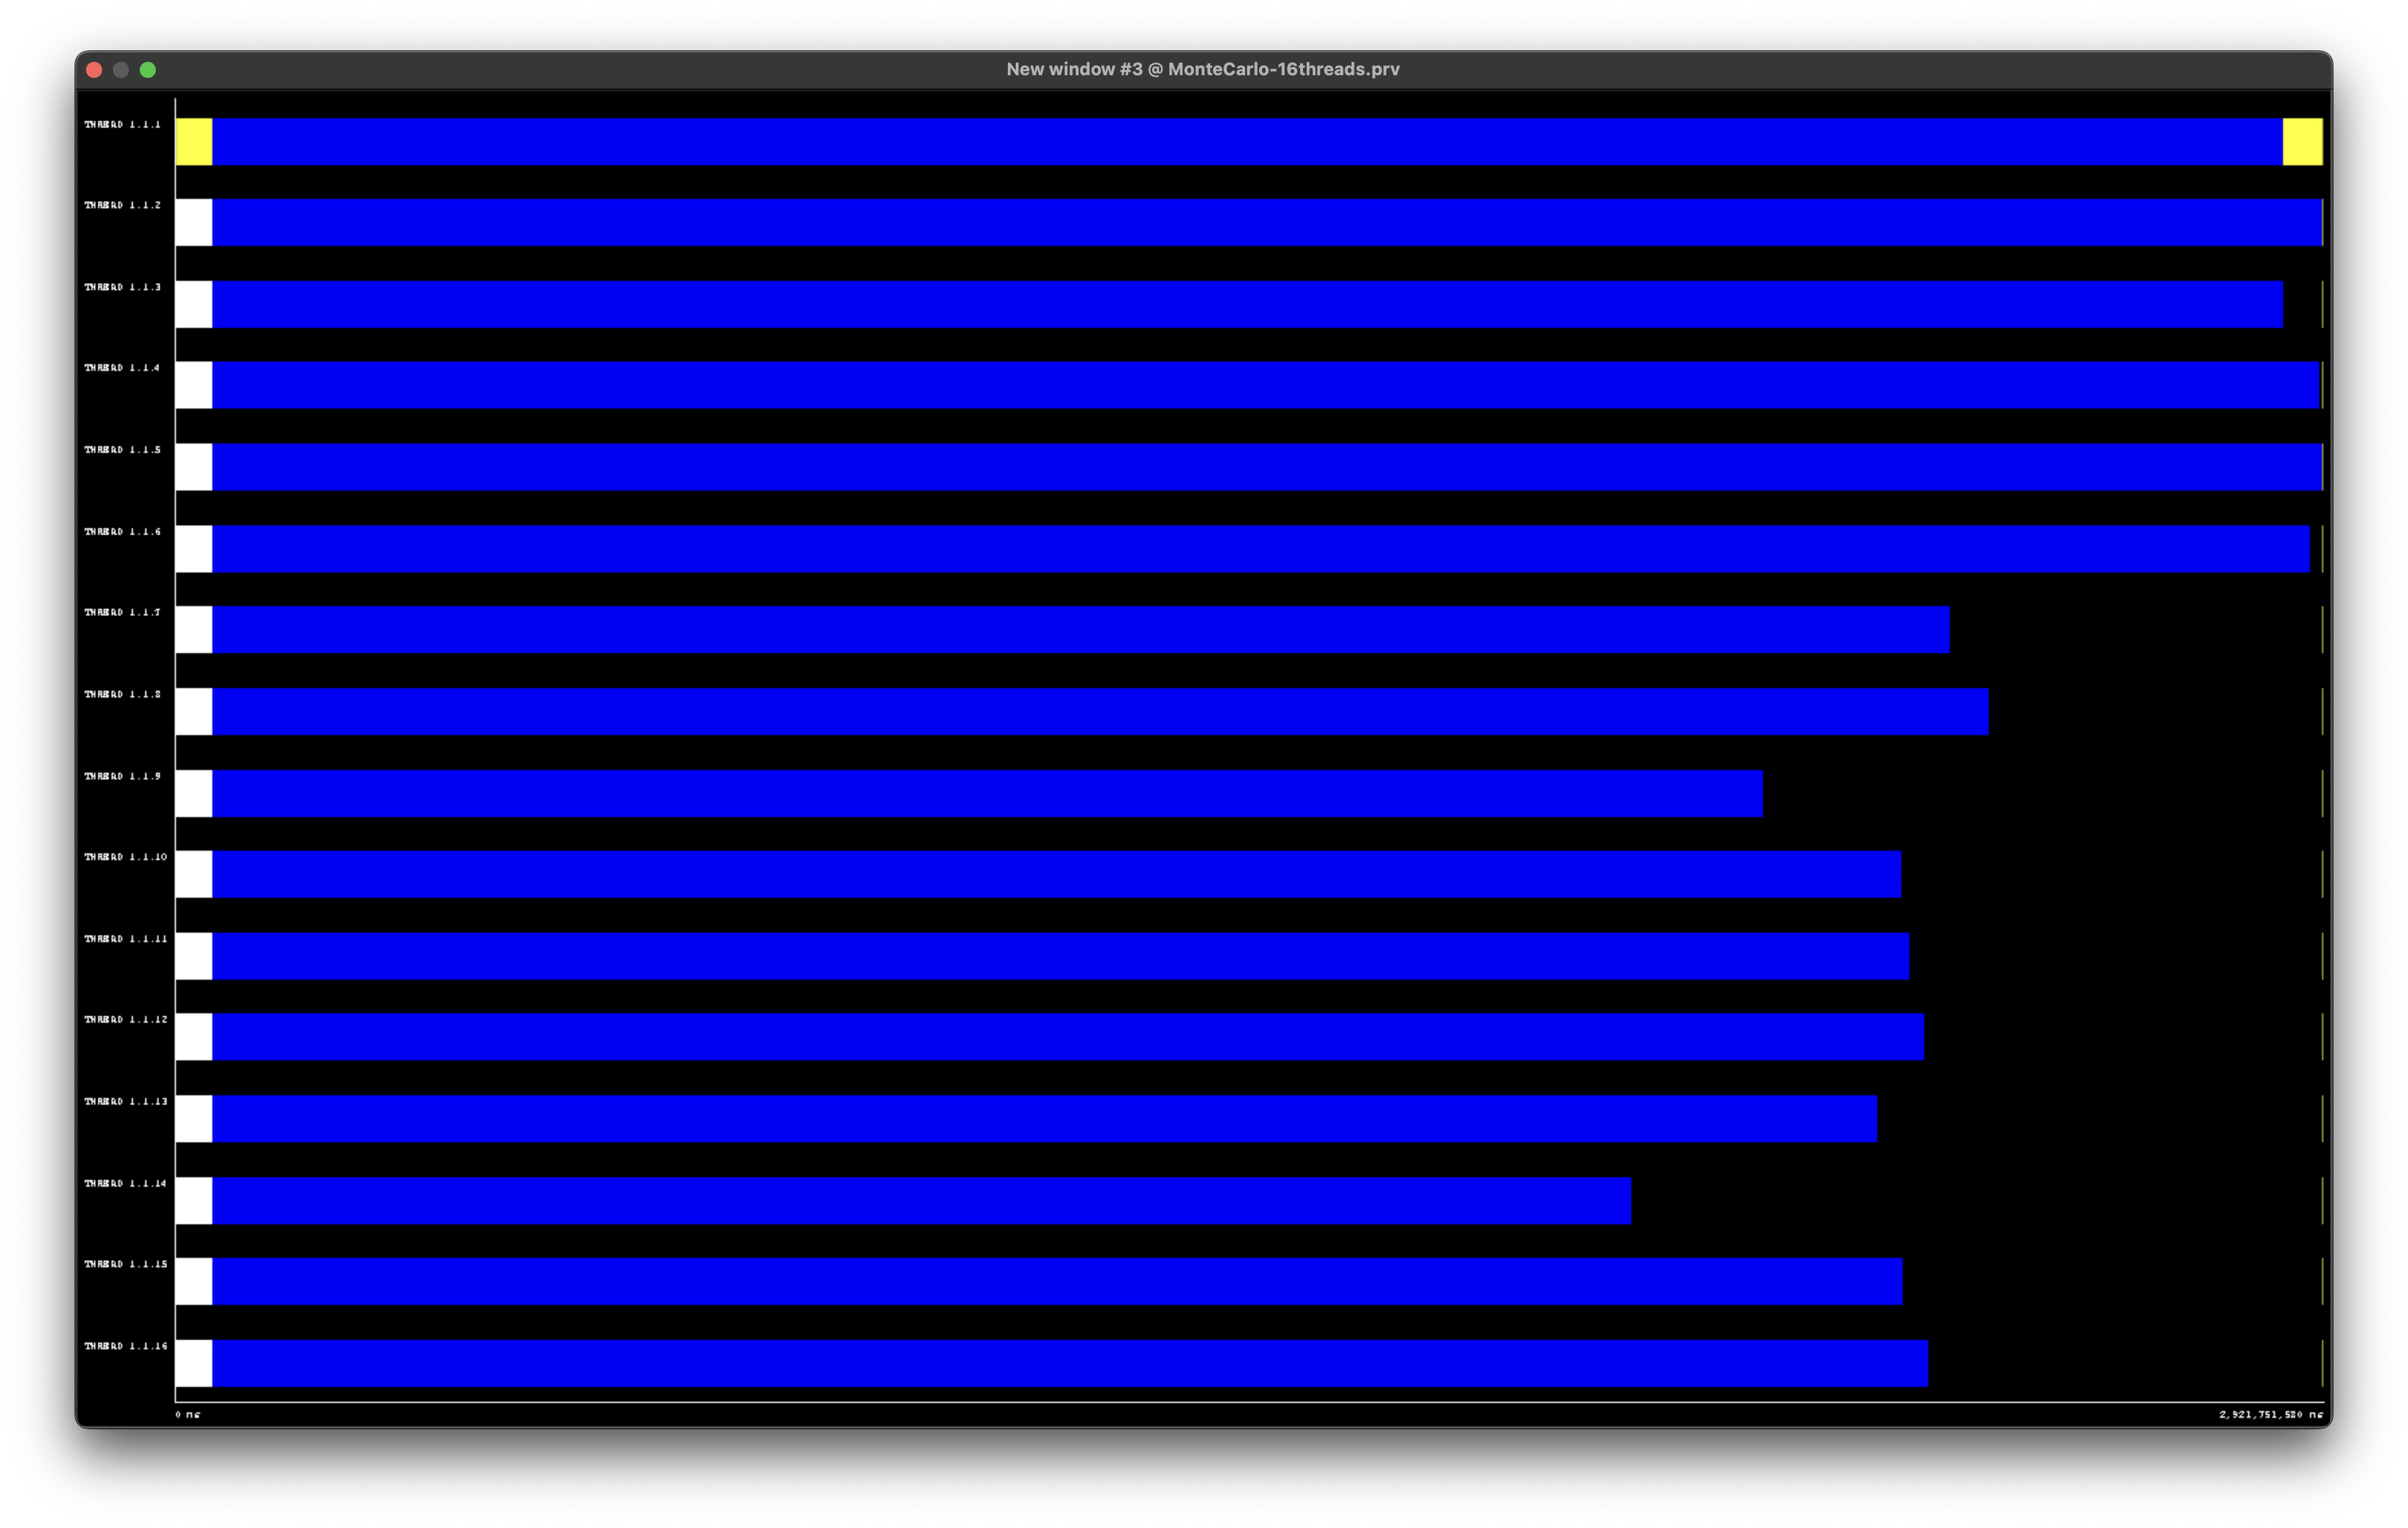 New window #3 @ MonteCarlo-16threads.prv
THREAD 1.1.1
THREAD 1.1.2
THREAD 1.1.3
THREAD 1.1.4
THREAD 1.1.5
THREAD 1.1.6
THREAD 1.1.7
THREAD 1.1.8
THREAD 1.1.9
THREAD 1.1.10
THREAD 1.1.11
THREAD 1.1.12
THREAD 1.1.13
THREAD 1.1.14
THREAD 1.1.15
THREAD 1.1.16
0 ns
2,921,751,580 ns